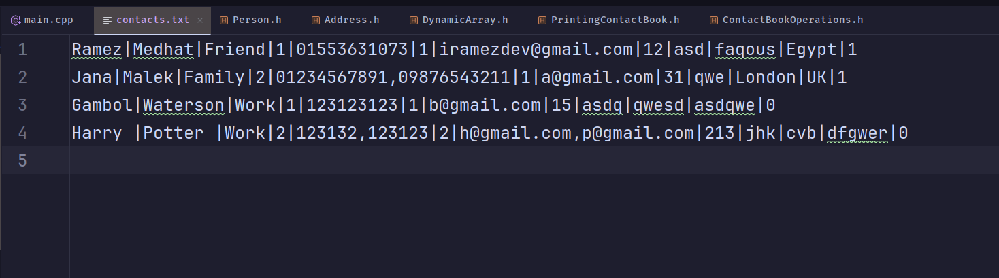 main.cpp contacts.txt × Person.h Address.h DynamicArray.h PrintingContactBook.h ContactBookOperations.h
1 Ramez|Medhat|Friend|1|01553631073|1|iramezdev@gmail.com|12|asd|faqous|Egypt|1
2 Jana|Malek|Family|2|01234567891,09876543211|1|a@gmail.com|31|qwe|London|UK|1
3 Gambol|Waterson|Work|1|123123123|1|b@gmail.com|15|asdq|qwesd|asdqwe|0
4 Harry |Potter |Work|2|123132,123123|2|h@gmail.com,p@gmail.com|213|jhk|cvb|dfgwer|0
5